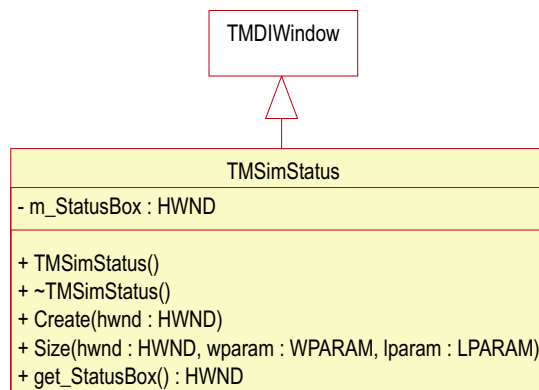 TMDIWindow
TMSimStatus
- m_StatusBox : HWND
+ TMSimStatus()
+ ~TMSimStatus()
+ Create(hwnd : HWND)
+ Size(hwnd : HWND, wparam : WPARAM, lparam : LPARAM)
+ get_StatusBox() : HWND